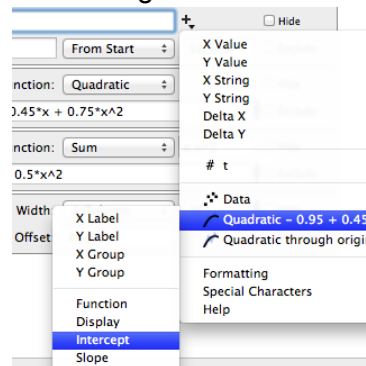 Hide
From Start
nction: Quadratic
0.45*x + 0.75*x^2
nction: Sum
0.5*x^2
Width
Offset
X Value
Y Value
X String
Y String
Delta X
Delta Y
# t
Data
Quadratic – 0.95 + 0.45
Quadratic through origi
Formatting
Special Characters
Help
X Label
Y Label
X Group
Y Group
Function
Display
Intercept
Slope